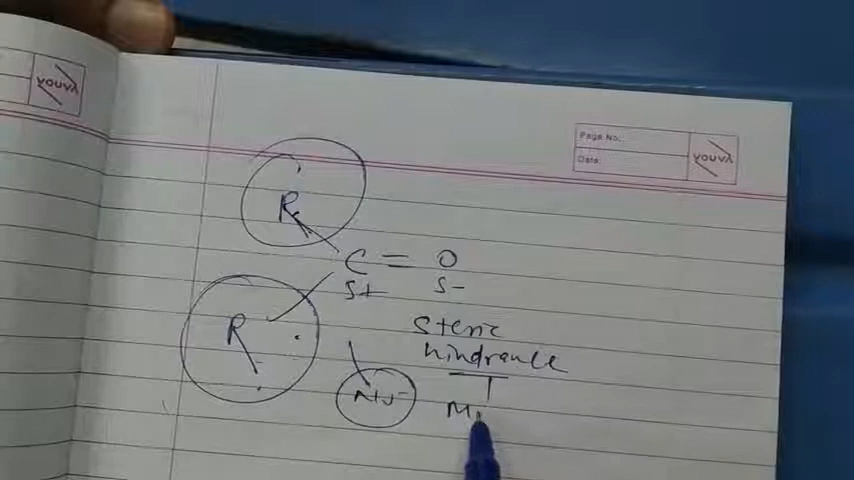 youva
Page No.:
Date:
youva
R
C = O
S+ S-
R
Steric
hindrance
Nu-
M